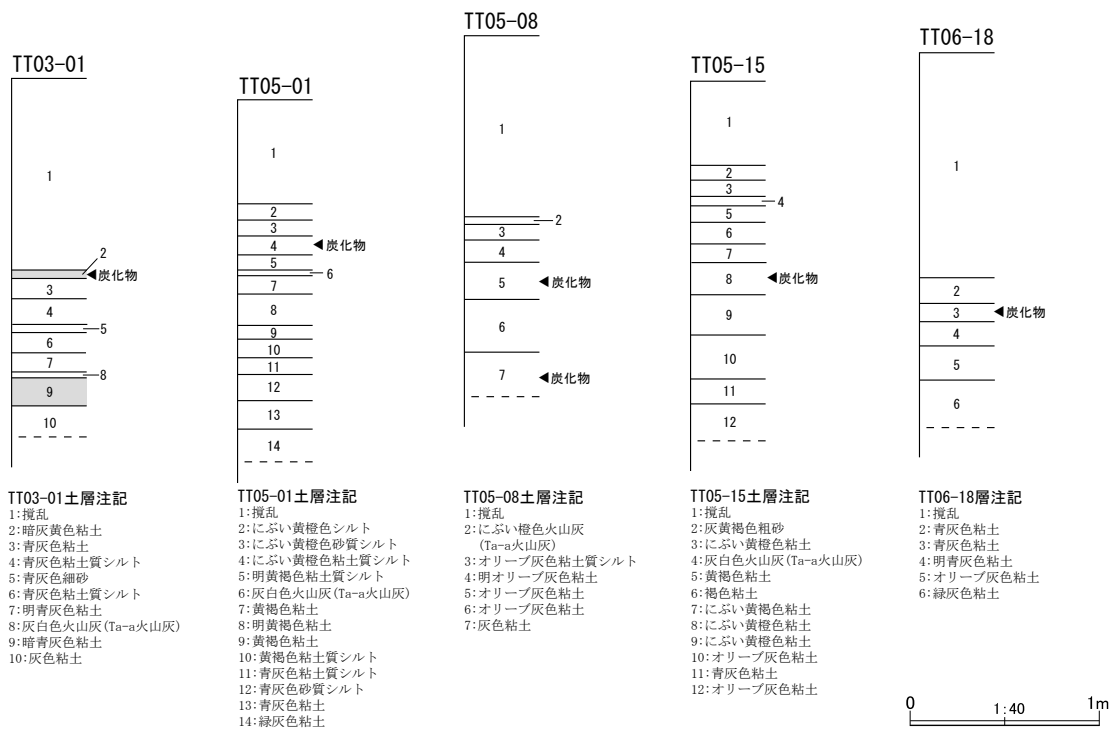 TT03-01
1
2
◀炭化物
3
4
5
6
7
8
9
10
TT05-01
1
2
3
4
◀炭化物
5
6
7
8
9
10
11
12
13
14
TT05-08
1
2
3
4
5
◀炭化物
6
7
◀炭化物
TT05-15
1
2
3
4
5
6
7
8
◀炭化物
9
10
11
12
TT06-18
1
2
3
◀炭化物
4
5
6
TT03-01土層注記
1:撹乱
2:暗灰黄色粘土
3:青灰色粘土
4:青灰色粘土質シルト
5:青灰色細砂
6:青灰色粘土質シルト
7:明青灰色粘土
8:灰白色火山灰(Ta-a火山灰)
9:暗青灰色粘土
10:灰色粘土
TT05-01土層注記
1:撹乱
2:にぶい黄橙色シルト
3:にぶい黄橙色砂質シルト
4:にぶい黄橙色粘土質シルト
5:明黄褐色粘土質シルト
6:灰白色火山灰(Ta-a火山灰)
7:黄褐色粘土
8:明黄褐色粘土
9:黄褐色粘土
10:黄褐色粘土質シルト
11:青灰色粘土質シルト
12:青灰色砂質シルト
13:青灰色粘土
14:緑灰色粘土
TT05-08土層注記
1:撹乱
2:にぶい橙色火山灰
(Ta-a火山灰)
3:オリーブ灰色粘土質シルト
4:明オリーブ灰色粘土
5:オリーブ灰色粘土
6:オリーブ灰色粘土
7:灰色粘土
TT05-15土層注記
1:撹乱
2:灰黄褐色粗砂
3:にぶい黄橙色粘土
4:灰白色火山灰(Ta-a火山灰)
5:黄褐色粘土
6:褐色粘土
7:にぶい黄褐色粘土
8:にぶい黄橙色粘土
9:にぶい黄橙色粘土
10:オリーブ灰色粘土
11:青灰色粘土
12:オリーブ灰色粘土
TT06-18層注記
1:撹乱
2:青灰色粘土
3:青灰色粘土
4:明青灰色粘土
5:オリーブ灰色粘土
6:緑灰色粘土
0 1:40 1m